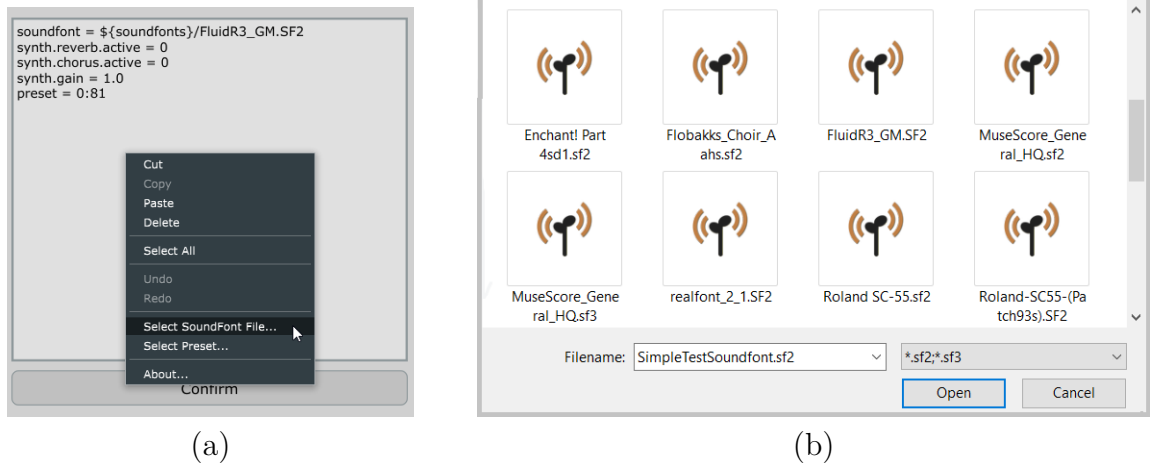 soundfont = ${soundfonts}/FluidR3_GM.SF2
synth.reverb.active = 0
synth.chorus.active = 0
synth.gain = 1.0
preset = 0:81
Cut
Copy
Paste
Delete
Select All
Undo
Redo
Select SoundFont File...
Select Preset...
About...
Confirm
(a)
Enchant! Part
4sd1.sf2
Flobakks_Choir_A
ahs.sf2
FluidR3_GM.SF2
MuseScore_Gene
ral_HQ.sf2
MuseScore_Gene
ral_HQ.sf3
realfont_2_1.SF2
Roland SC-55.sf2
Roland-SC55-(Pa
tch93s).SF2
Filename: SimpleTestSoundfont.sf2 *.sf2;*.sf3
Open Cancel
(b)